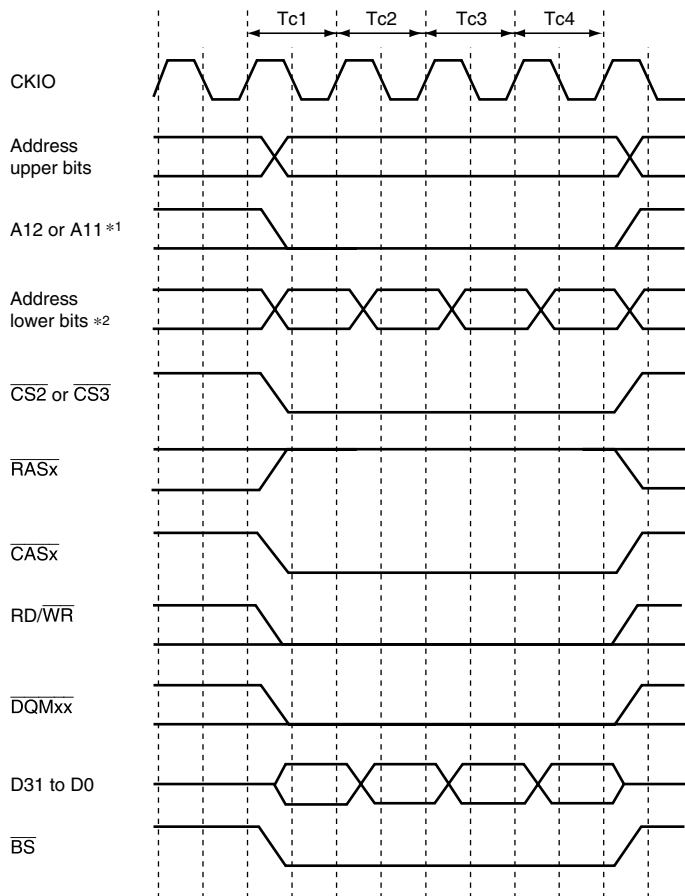 Tc1 Tc2 Tc3 Tc4
CKIO
Address
upper bits
A12 or A11 *1
Address
lower bits *2
CS2 or CS3
RASx
CASx
RD/WR
DQMxx
D31 to D0
BS